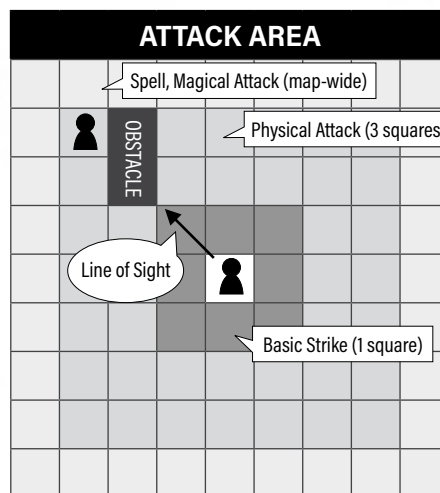 ATTACK AREA
Spell, Magical Attack (map-wide)
OBSTACLE
Physical Attack (3 squares
Line of Sight
Basic Strike (1 square)